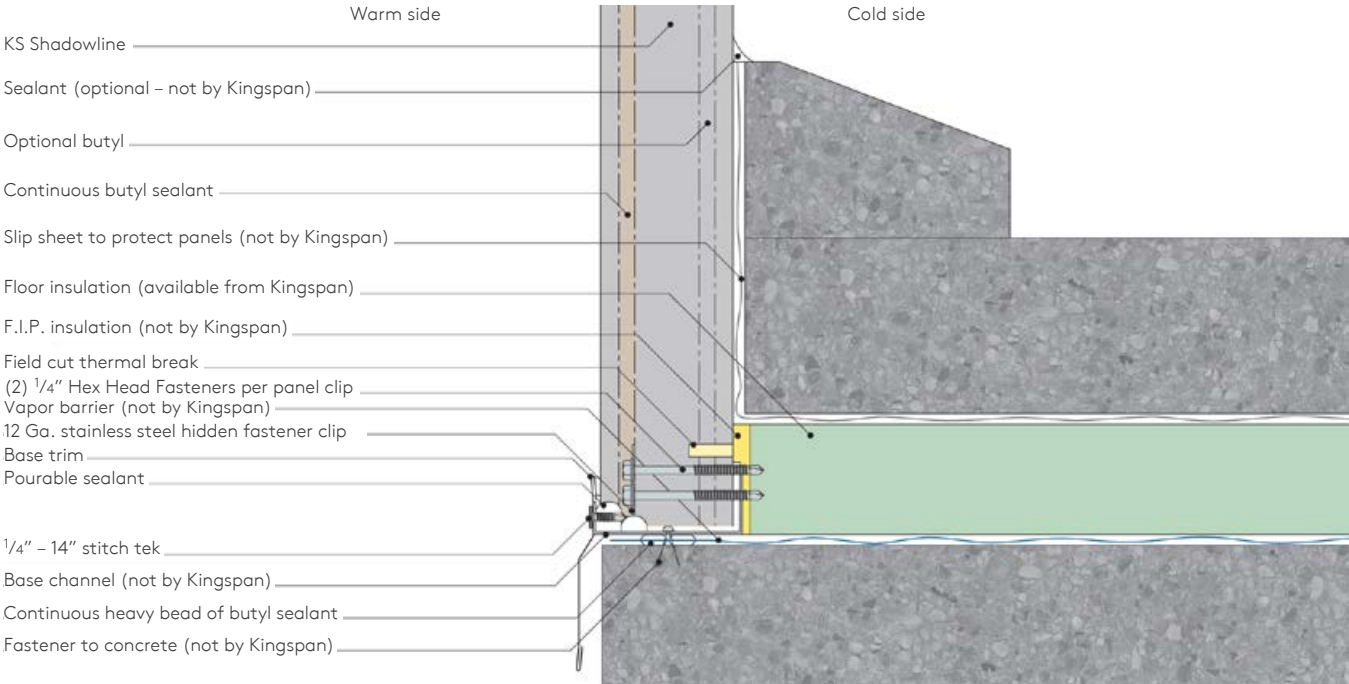 Warm side
Cold side
KS Shadowline
Sealant (optional – not by Kingspan)
Optional butyl
Continuous butyl sealant
Slip sheet to protect panels (not by Kingspan)
Floor insulation (available from Kingspan)
F.I.P. insulation (not by Kingspan)
Field cut thermal break
(2) 1/4" Hex Head Fasteners per panel clip
Vapor barrier (not by Kingspan)
12 Ga. stainless steel hidden fastener clip
Base trim
Pourable sealant
1/4" – 14" stitch tek
Base channel (not by Kingspan)
Continuous heavy bead of butyl sealant
Fastener to concrete (not by Kingspan)